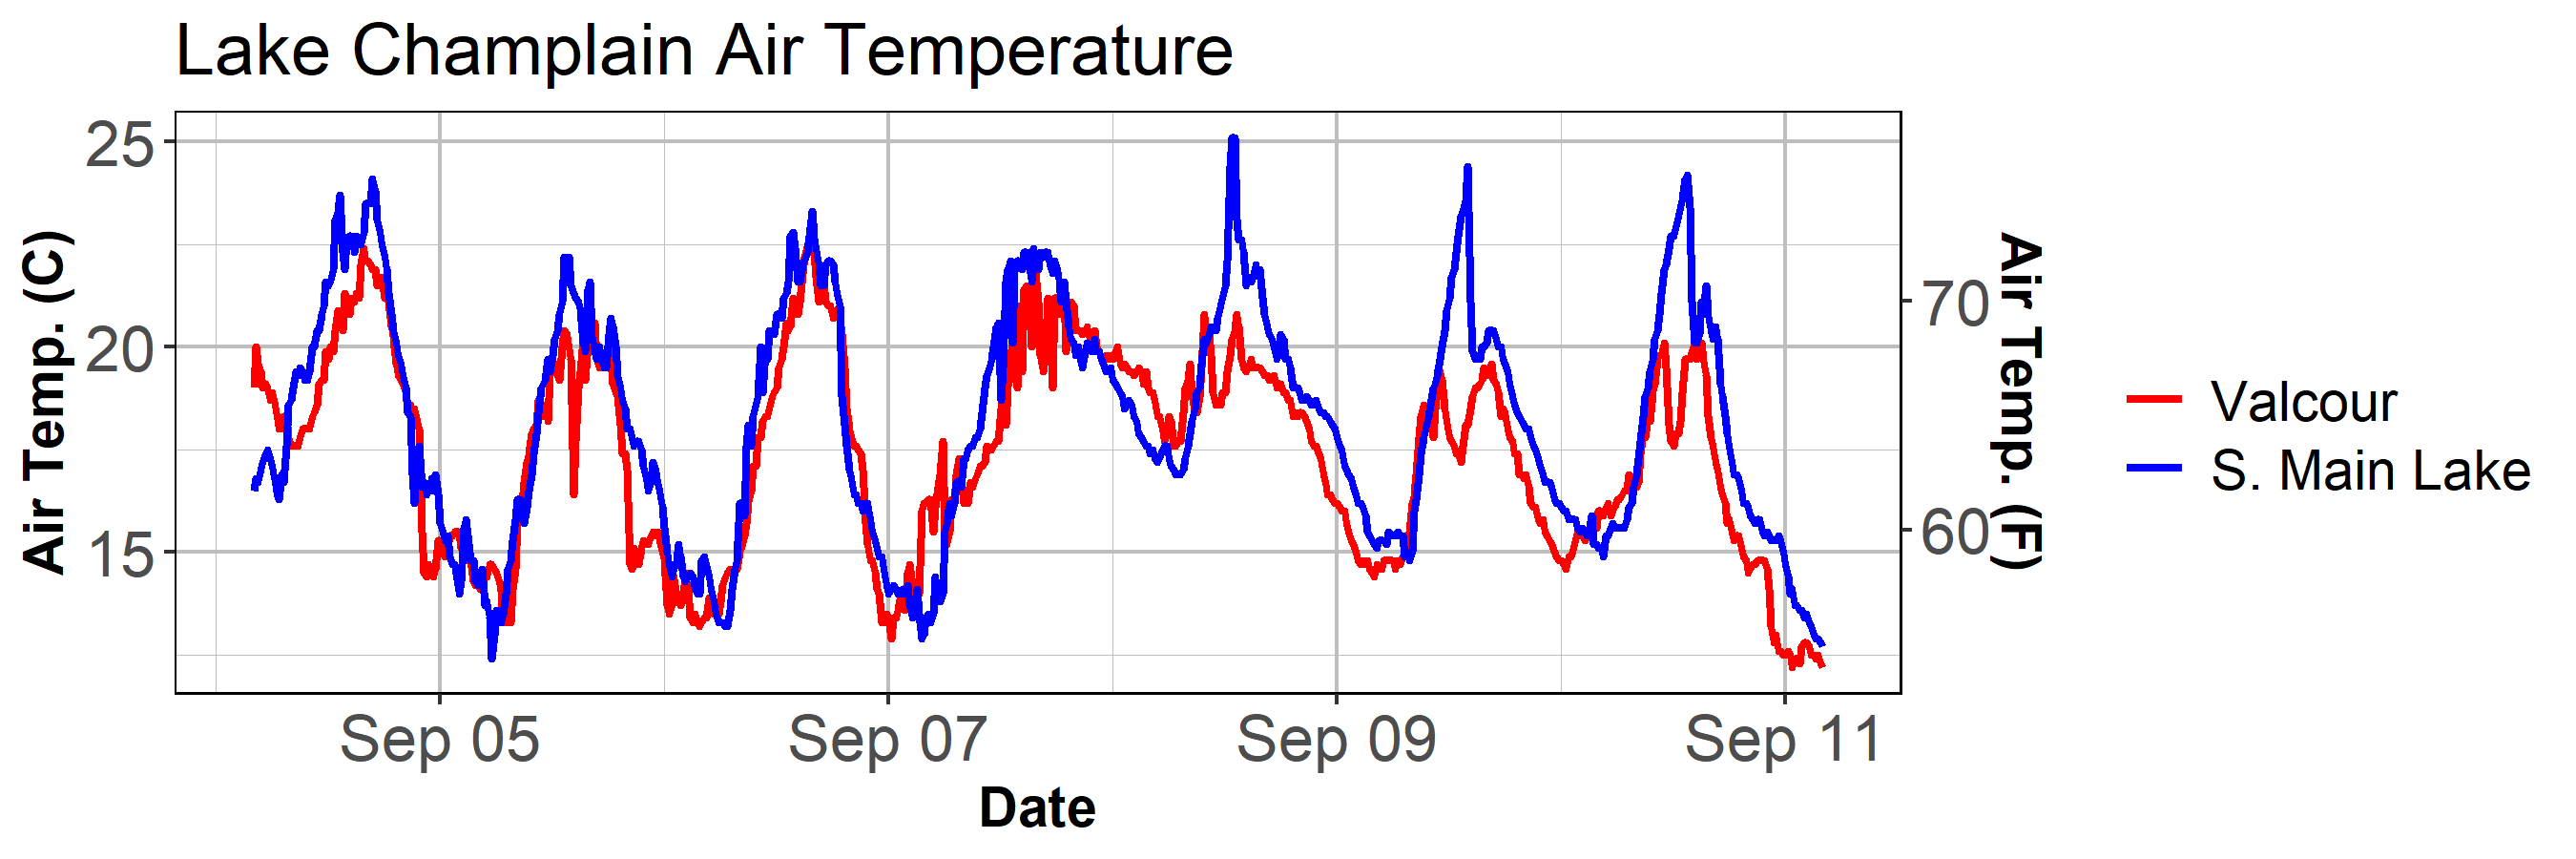 Lake Champlain Air Temperature
Air Temp. (C)
25
20
15
Sep 05
Sep 07
Sep 09
Sep 11
Date
70
60
Air Temp. (F)
Valcour
S. Main Lake